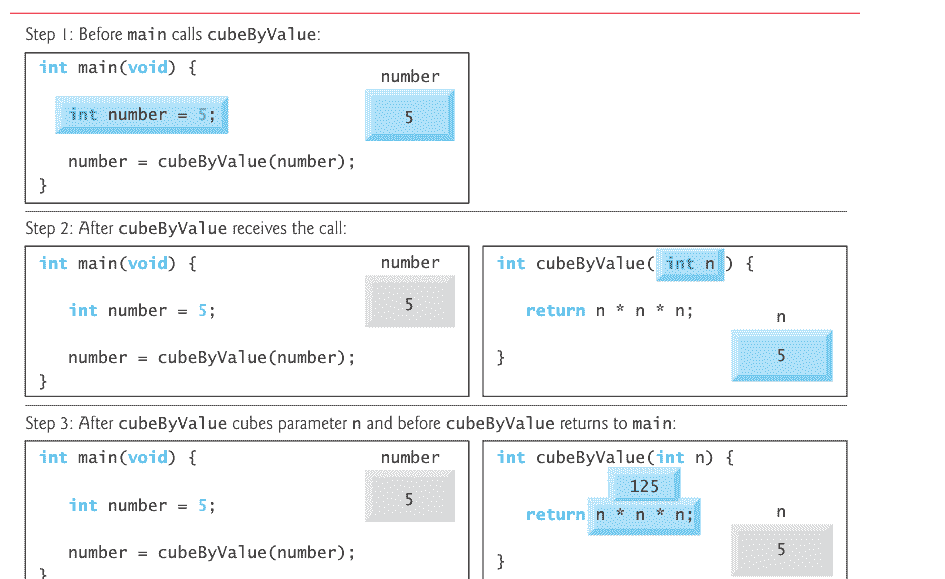 Step 1: Before main calls cubeByValue:
int main(void) {
number
int number = 5;
5
number = cubeByValue(number);
}
Step 2: After cubeByValue receives the call:
int main(void) {
number
int number = 5;
5
number = cubeByValue(number);
}
int cubeByValue( int n ) {
return n * n * n;
n
}
5
Step 3: After cubeByValue cubes parameter n and before cubeByValue returns to main:
int main(void) {
number
int number = 5;
5
number = cubeByValue(number);
}
int cubeByValue(int n) {
125
return n * n * n;
n
}
5